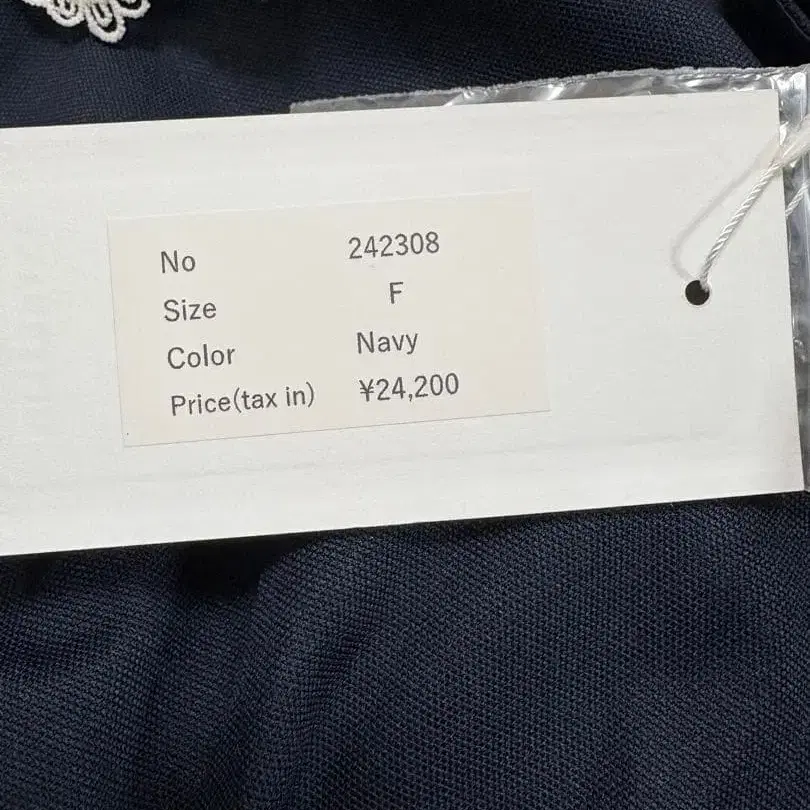 No 242308
Size F
Color Navy
Price(tax in) ¥24,200